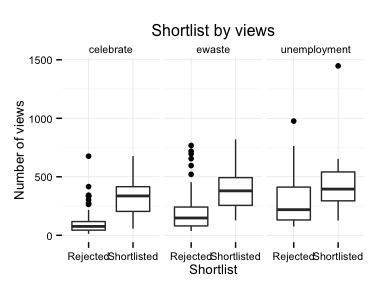 Shortlist by views
celebrate ewaste unemployment
1500
1000
500
0
Number of views
Rejected Shortlisted Rejected Shortlisted Rejected Shortlisted
Shortlist